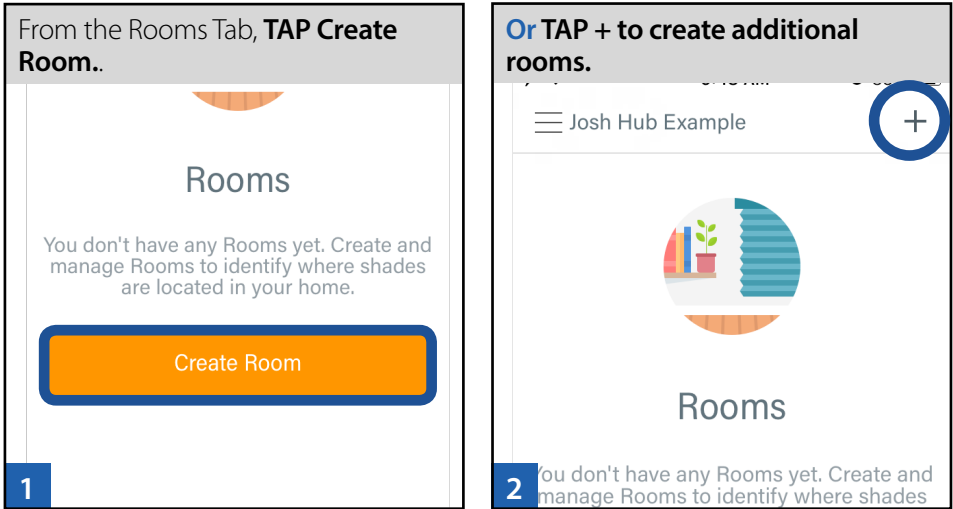 From the Rooms Tab, TAP Create
Room..
Rooms
You don't have any Rooms yet. Create and
manage Rooms to identify where shades
are located in your home.
Create Room
1
Or TAP + to create additional
rooms.
Josh Hub Example
+
Rooms
You don't have any Rooms yet. Create and
manage Rooms to identify where shades
2